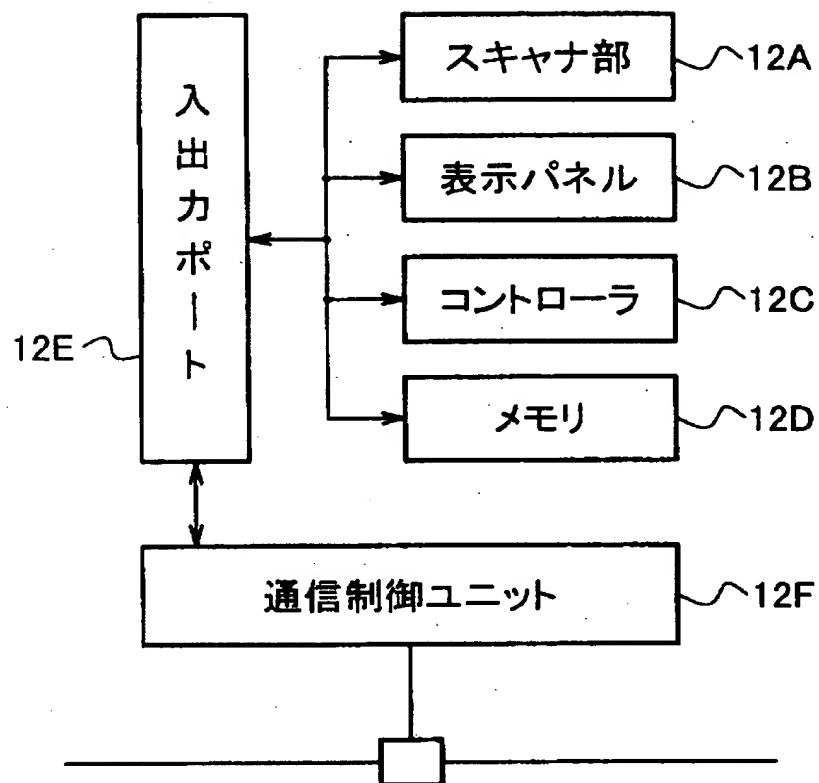 スキャナ部
12A
入出力ポート
表示パネル
12B
コントローラ
12C
12E
メモリ
12D
通信制御ユニット
12F